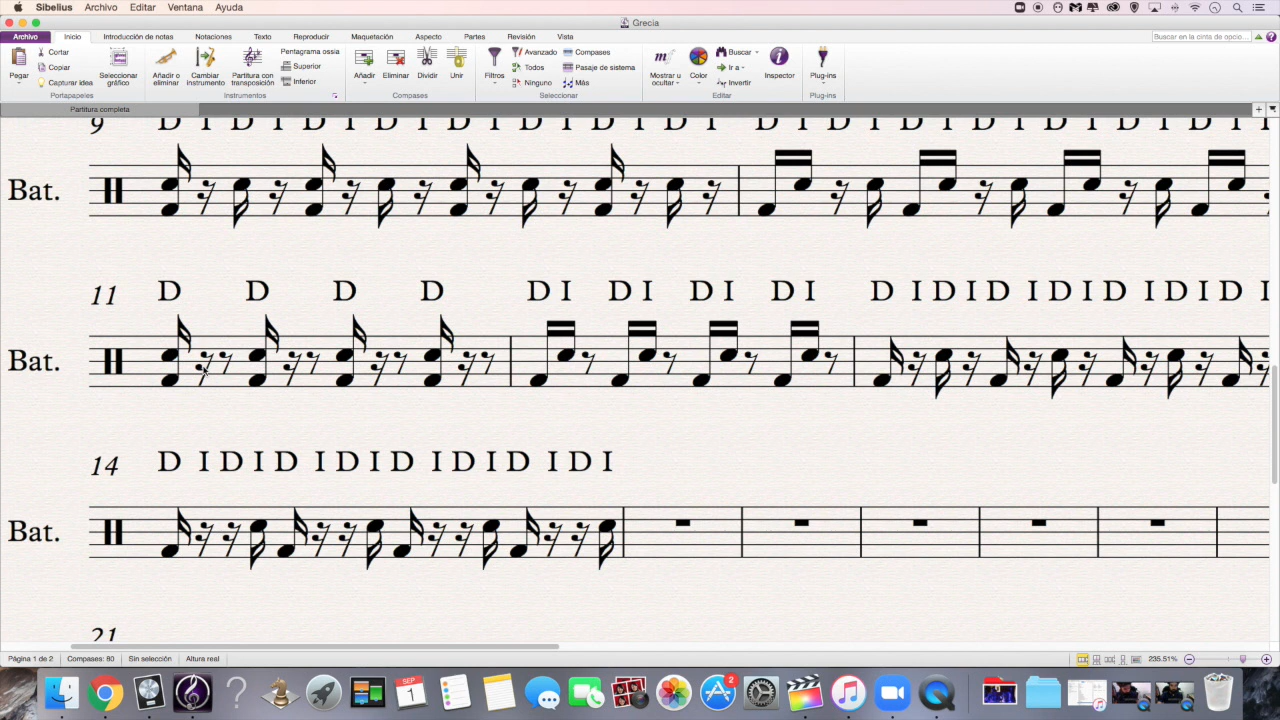 Sibelius Archivo Editar Ventana Ayuda
Grecia
Archivo Inicio Introducción de notas Notaciones Texto Reproducir Maquetación Aspecto Partes Revisión Vista Buscar en la cinta de opcio...
Pegar Cortar Copiar Capturar idea Seleccionar gráfico Añadir o eliminar Cambiar instrumento Partitura con transposición Pentagrama ossia Superior Inferior Añadir Eliminar Dividir Unir Filtros Avanzado Todos Ninguno Compases Pasaje de sistema Más Mostrar u ocultar Color Buscar Ir a Invertir Inspector Plug-ins
Portapapeles Instrumentos Compases Seleccionar Editar Plug-ins
Partitura completa
9 D I D I D I D I D I D I D I D I D I D I D I D I D I D I D I
Bat.
11 D D D D D I D I D I D I D I D I D I D I D I D I D I
Bat.
14 D I D I D I D I D I D I D I D I
Bat.
21
Página 1 de 2 Compases: 80 Sin selección Altura real 235.51%
SEP 1 2